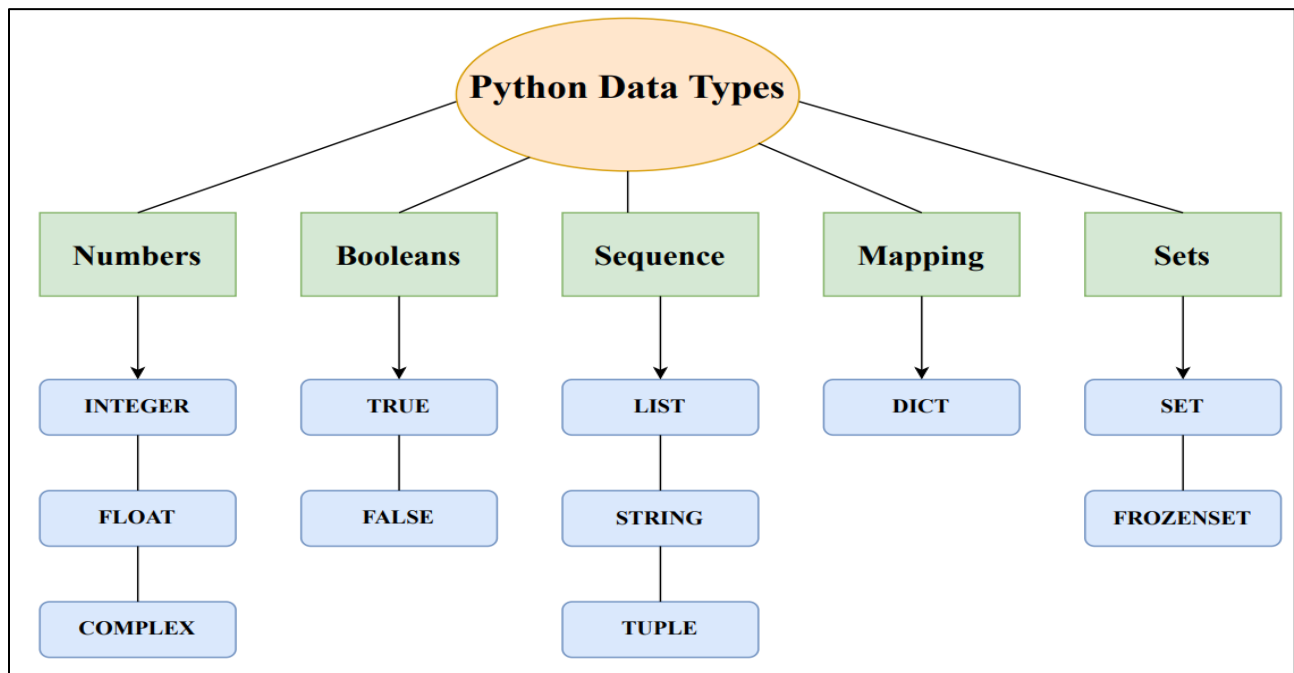 Python Data Types
Numbers
Booleans
Sequence
Mapping
Sets
INTEGER
TRUE
LIST
DICT
SET
FLOAT
FALSE
STRING
FROZENSET
COMPLEX
TUPLE